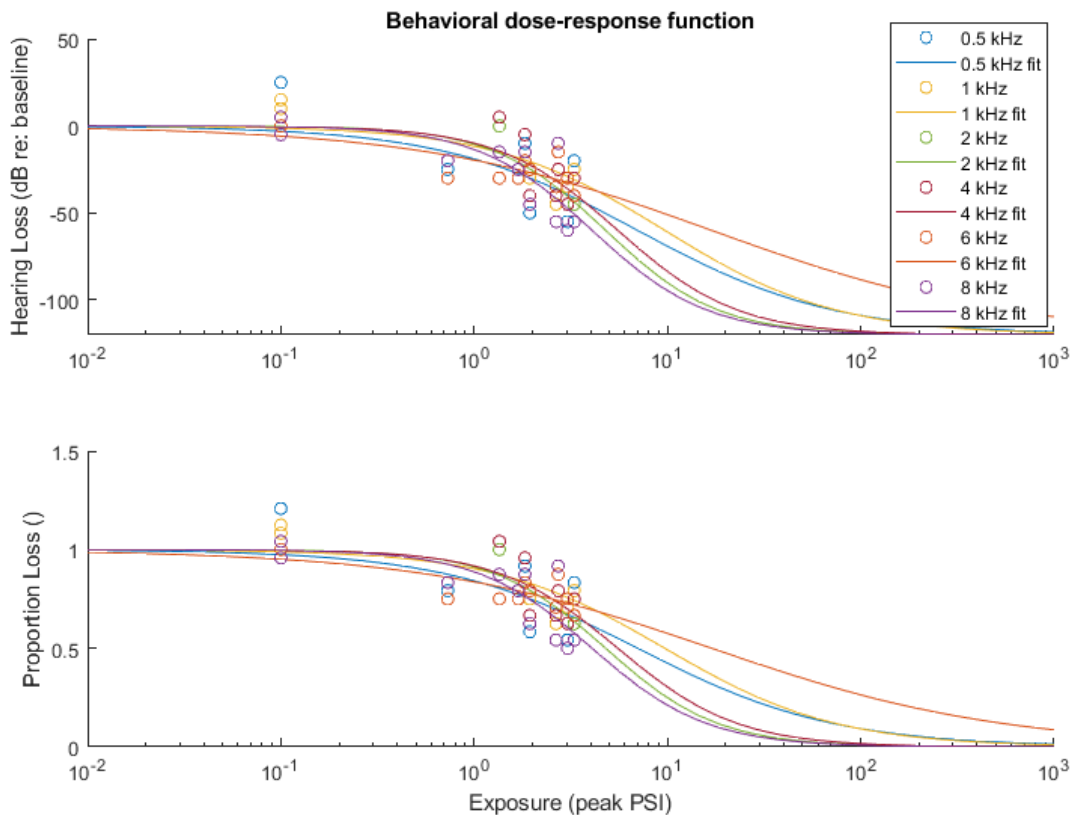 Behavioral dose-response function
Hearing Loss (dB re: baseline)
50
0
-50
-100
10^-2
10^-1
10^0
10^1
10^2
10^3
0.5 kHz
0.5 kHz fit
1 kHz
1 kHz fit
2 kHz
2 kHz fit
4 kHz
4 kHz fit
6 kHz
6 kHz fit
8 kHz
8 kHz fit
Proportion Loss ()
1.5
1
0.5
0
10^-2
10^-1
10^0
10^1
10^2
10^3
Exposure (peak PSI)